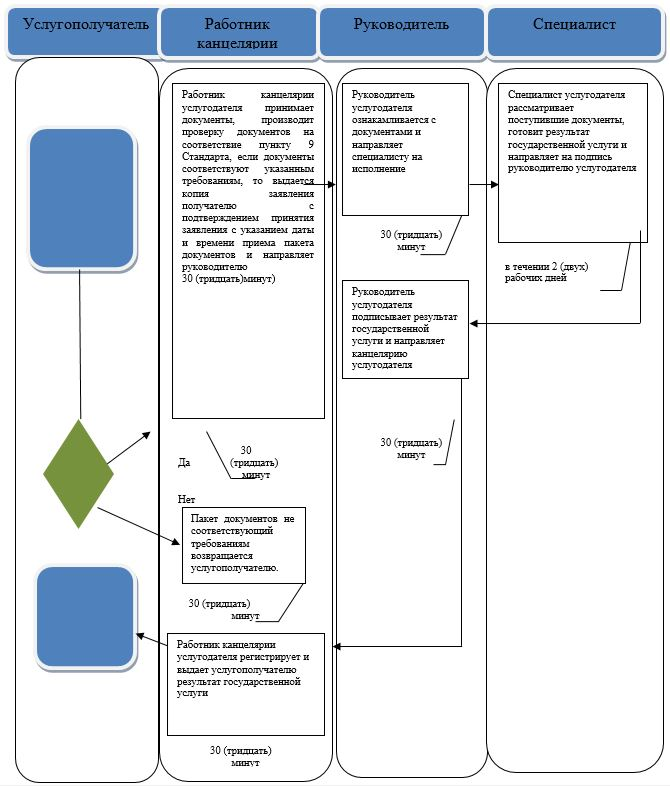 Услугополучатель
Работник
канцелярии
Руководитель
Специалист
Работник канцелярии
услугодателя принимает
документы, производит
проверку документов на
соответствие пункту 9
Стандарта, если документы
соответствуют указанным
требованиям, то выдается
копия заявления
получателю с
подтверждением принятия
заявления с указанием даты
и времени приема пакета
документов и направляет
руководителю
30 (тридцать)минут)
Руководитель
услугодателя
ознакамливается с
документами и
направляет
специалисту на
исполнение
30 (тридцать)
минут
Специалист услугодателя
рассматривает
поступившие документы,
готовит результат
государственной услуги и
направляет на подпись
руководителю услугодателя
в течении 2 (двух)
рабочих дней
Руководитель
услугодателя
подписывает результат
государственной
услуги и направляет
канцелярию
услугодателя
30 (тридцать)
минут
Да
30
(тридцать)
минут
Нет
Пакет документов не
соответствующий
требованиям
возвращается
услугополучателю.
30 (тридцать)
минут
Работник канцелярии
услугодателя регистрирует и
выдает услугополучателю
результат государственной
услуги
30 (тридцать)
минут